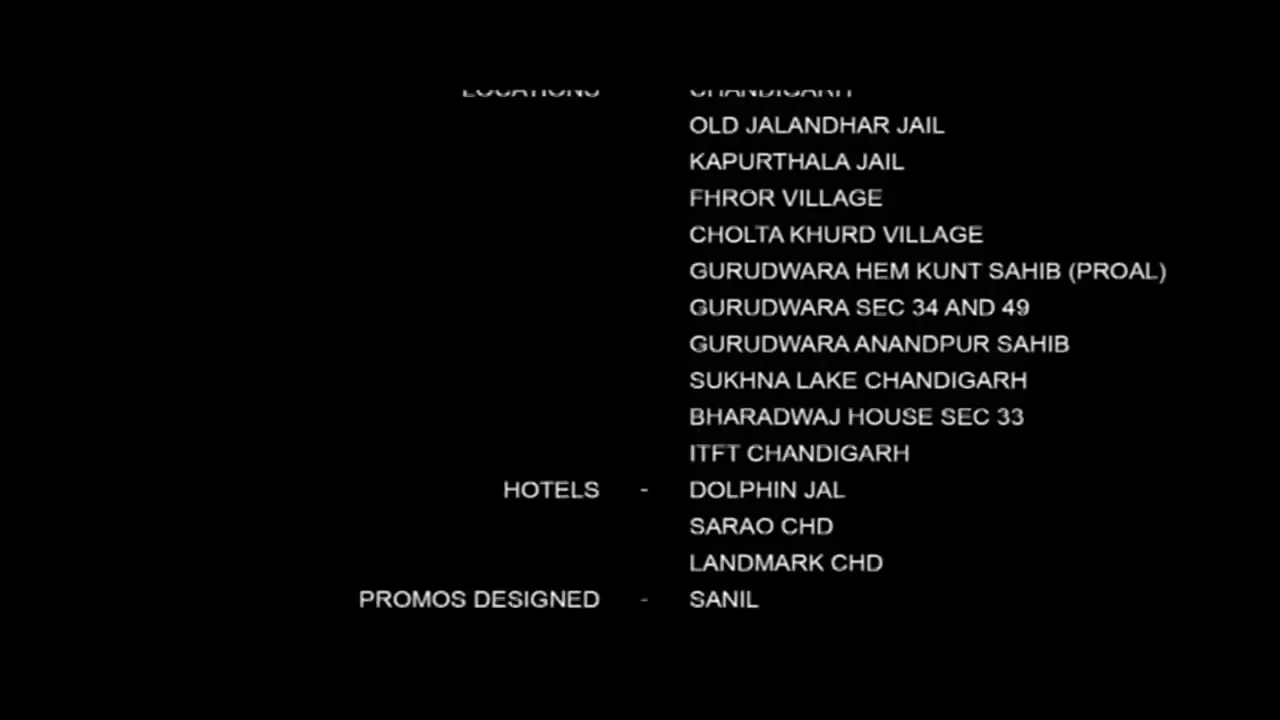 LOCATIONS CHANDIGARH
OLD JALANDHAR JAIL
KAPURTHALA JAIL
FHROR VILLAGE
CHOLTA KHURD VILLAGE
GURUDWARA HEM KUNT SAHIB (PROAL)
GURUDWARA SEC 34 AND 49
GURUDWARA ANANDPUR SAHIB
SUKHNA LAKE CHANDIGARH
BHARADWAJ HOUSE SEC 33
ITFT CHANDIGARH
HOTELS - DOLPHIN JAL
SARAO CHD
LANDMARK CHD
PROMOS DESIGNED - SANIL